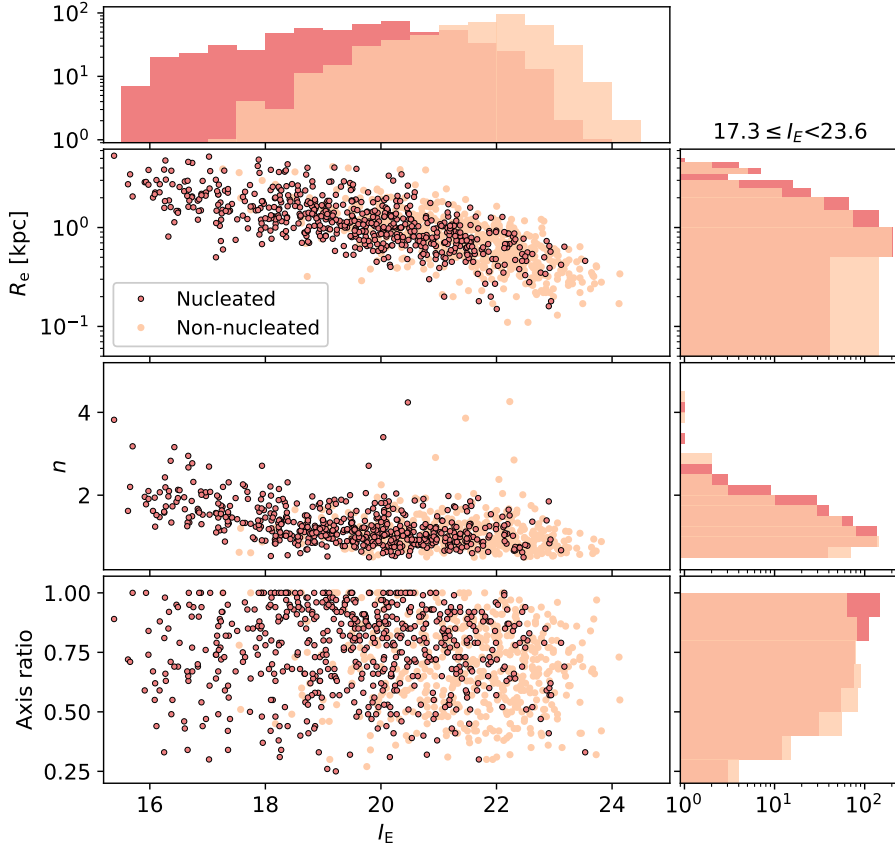 10²
10¹
10⁰
17.3 ≤ I_E<23.6
R_e [kpc]
10⁰
10⁻¹
Nucleated
Non-nucleated
n
4
2
Axis ratio
1.00
0.75
0.50
0.25
16 18 20 22 24
I_E
10⁰ 10¹ 10²